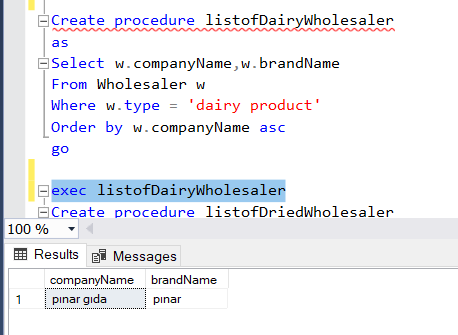 Create procedure listofDairyWholesaler
as
Select w.companyName,w.brandName
From Wholesaler w
Where w.type = 'dairy product'
Order by w.companyName asc
go
exec listofDairyWholesaler
Create procedure listofDriedWholesaler
100 %
Results Messages
companyName brandName
1 pınar gıda pınar